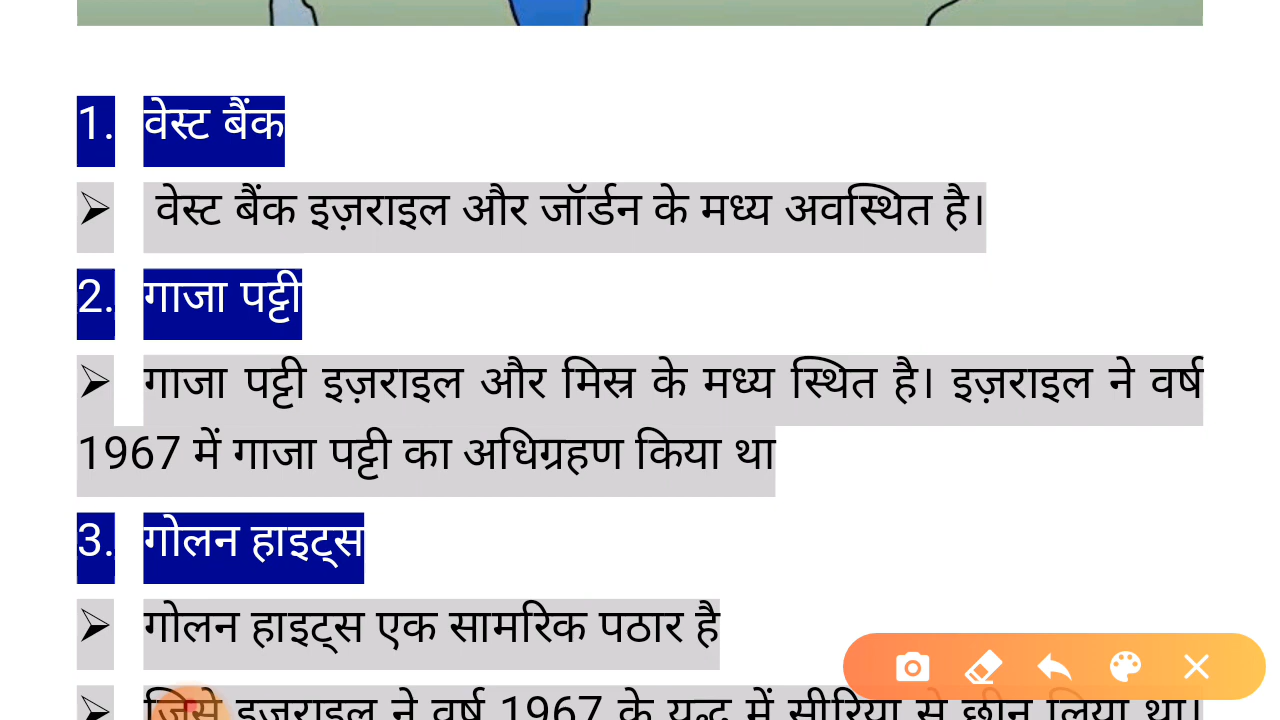 1. वेस्ट बैंक
➢ वेस्ट बैंक इज़राइल और जॉर्डन के मध्य अवस्थित है।
2. गाजा पट्टी
➢ गाजा पट्टी इज़राइल और मिस्र के मध्य स्थित है। इज़राइल ने वर्ष
1967 में गाजा पट्टी का अधिग्रहण किया था
3. गोलन हाइट्स
➢ गोलन हाइट्स एक सामरिक पठार है
➢ जिसे इज़राइल ने वर्ष 1967 के युद्ध में सीरिया से छीन लिया था।